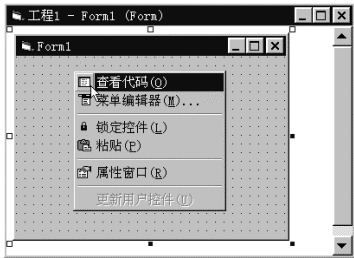 工程1 - Form1 (Form)
Form1
查看代码(O)
菜单编辑器(M)...
锁定控件(L)
粘贴(P)
属性窗口(R)
更新用户控件(U)